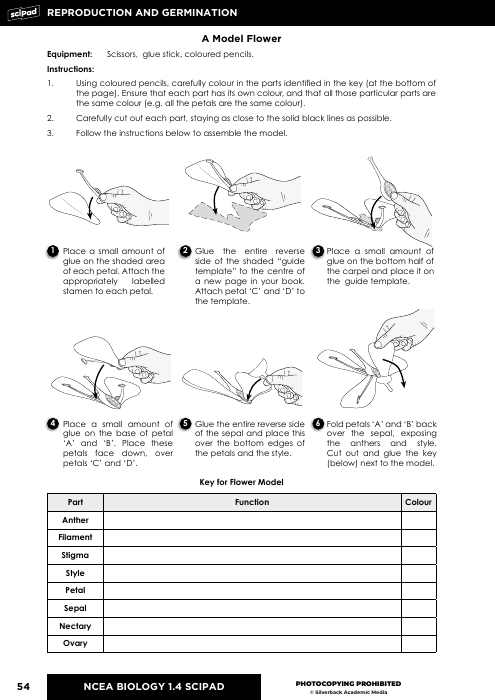 scipad REPRODUCTION AND GERMINATION
A Model Flower
Equipment: Scissors, glue stick, coloured pencils.
Instructions:
1. Using coloured pencils, carefully colour in the parts identified in the key (at the bottom of
the page). Ensure that each part has its own colour, and that all those particular parts are
the same colour (e.g. all the petals are the same colour).
2. Carefully cut out each part, staying as close to the solid black lines as possible.
3. Follow the instructions below to assemble the model.
1 Place a small amount of
glue on the shaded area
of each petal. Attach the
appropriately labelled
stamen to each petal.
2 Glue the entire reverse
side of the shaded "guide
template" to the centre of
a new page in your book.
Attach petal 'C' and 'D' to
the template.
3 Place a small amount of
glue on the bottom half of
the carpel and place it on
the guide template.
4 Place a small amount of
glue on the base of petal
'A' and 'B'. Place these
petals face down, over
petals 'C' and 'D'.
5 Glue the entire reverse side
of the sepal and place this
over the bottom edges of
the petals and the style.
6 Fold petals 'A' and 'B' back
over the sepal, exposing
the anthers and style.
Cut out and glue the key
(below) next to the model.
Key for Flower Model
Part Function Colour
Anther
Filament
Stigma
Style
Petal
Sepal
Nectary
Ovary
54 NCEA BIOLOGY 1.4 SCIPAD PHOTOCOPYING PROHIBITED
© Silverback Academic Media